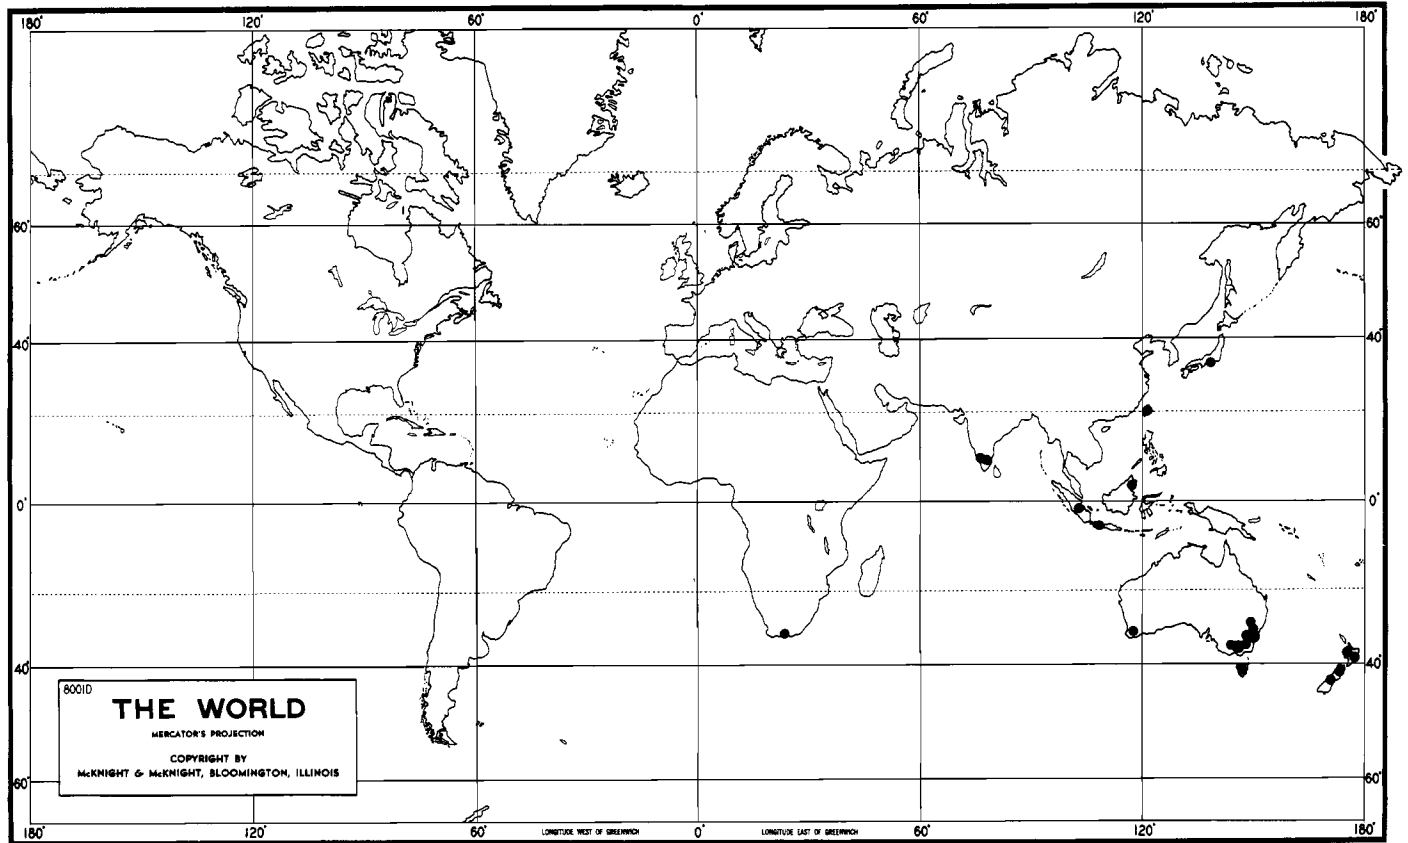 180° 120° 60° 0° 60° 120° 180°
60° 60°
40° 40°
0° 0°
40° 40°
8001D
THE WORLD
MERCATOR'S PROJECTION
COPYRIGHT BY
McKNIGHT & McKNIGHT, BLOOMINGTON, ILLINOIS
60° 60°
180° 120° 60° LONGITUDE WEST OF GREENWICH 0° LONGITUDE EAST OF GREENWICH 60° 120° 180°